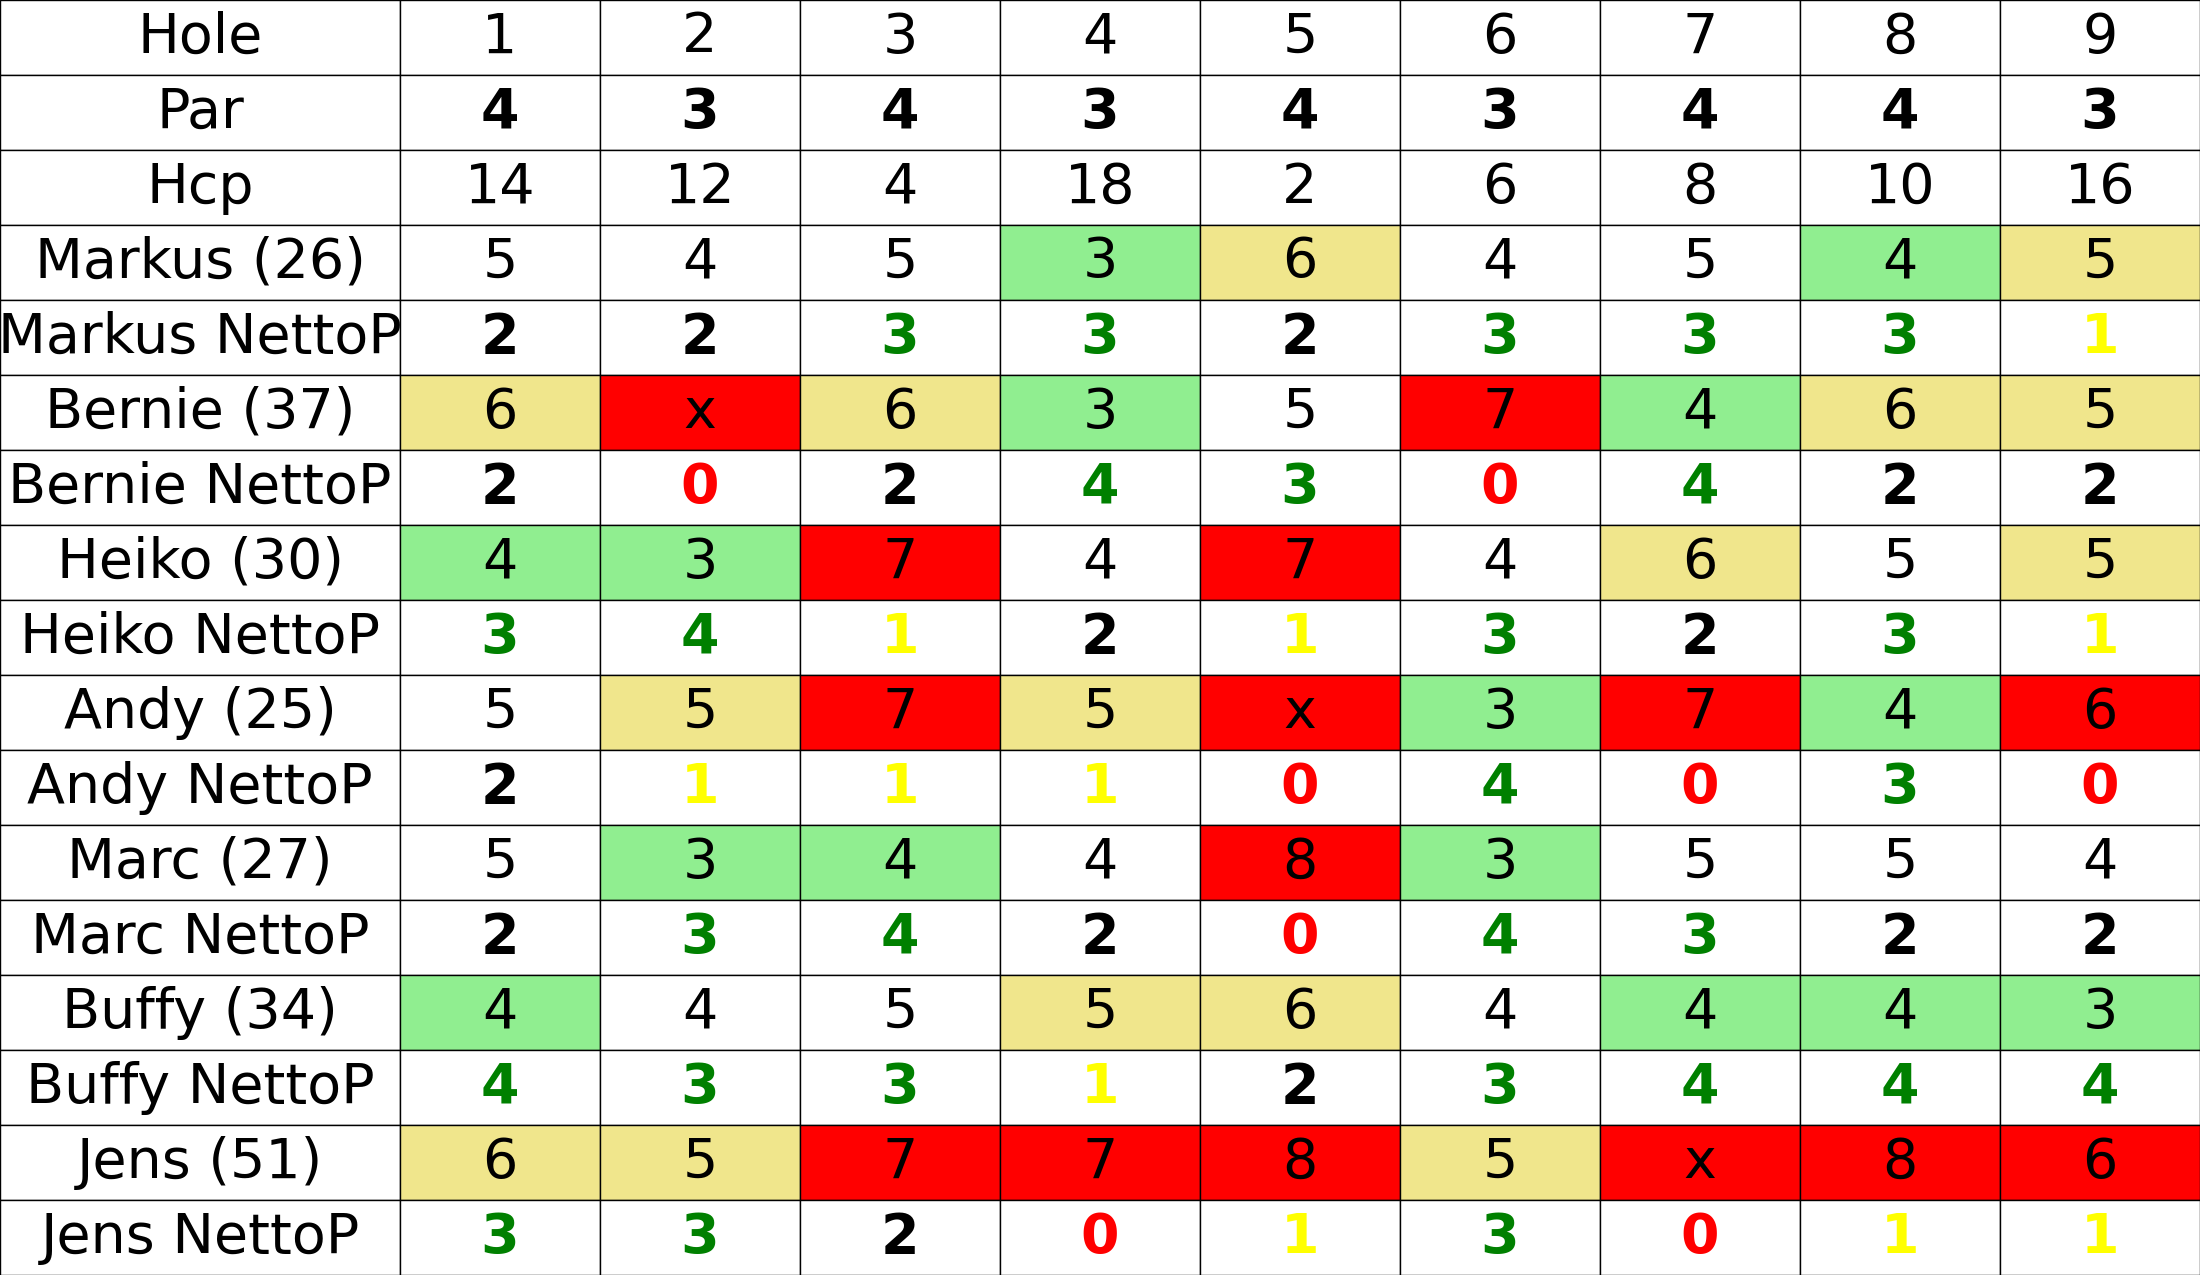 Hole 1 2 3 4 5 6 7 8 9
Par 4 3 4 3 4 3 4 4 3
Hcp 14 12 4 18 2 6 8 10 16
Markus (26) 5 4 5 3 6 4 5 4 5
Markus NettoP 2 2 3 3 2 3 3 3 1
Bernie (37) 6 x 6 3 5 7 4 6 5
Bernie NettoP 2 0 2 4 3 0 4 2 2
Heiko (30) 4 3 7 4 7 4 6 5 5
Heiko NettoP 3 4 1 2 1 3 2 3 1
Andy (25) 5 5 7 5 x 3 7 4 6
Andy NettoP 2 1 1 1 0 4 0 3 0
Marc (27) 5 3 4 4 8 3 5 5 4
Marc NettoP 2 3 4 2 0 4 3 2 2
Buffy (34) 4 4 5 5 6 4 4 4 3
Buffy NettoP 4 3 3 1 2 3 4 4 4
Jens (51) 6 5 7 7 8 5 x 8 6
Jens NettoP 3 3 2 0 1 3 0 1 1